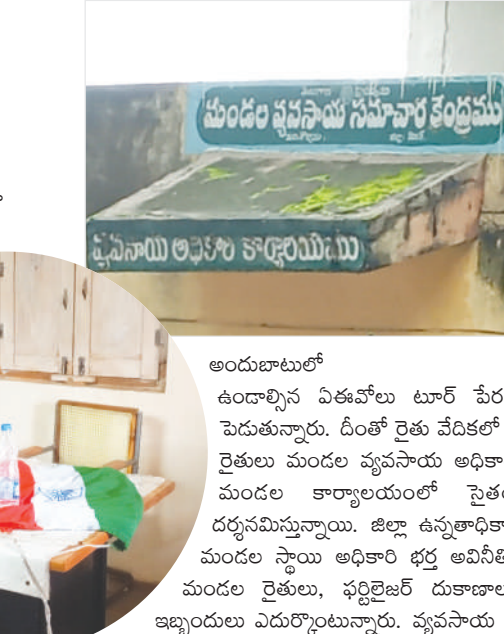 మండల వ్యవసాయ సమాచార కేంద్రము
వ్యవసాయ అధికారి కార్యాలయము
అందుబాటులో
ఉండాల్సిన ఏఈవోలు టూర్ పేర
పెడుతున్నారు. దీంతో రైతు వేదికలో
రైతులు మండల వ్యవసాయ అధికా
మండల కార్యాలయంలో సైత
దర్శనమిస్తున్నాయి. జిల్లా ఉన్నతాధికా
మండల స్థాయి అధికారి భర్త అవినీతి
మండల రైతులు, ఫర్టిలైజర్ దుకాణాల
ఇబ్బందులు ఎదుర్కొంటున్నారు. వ్యవసాయ